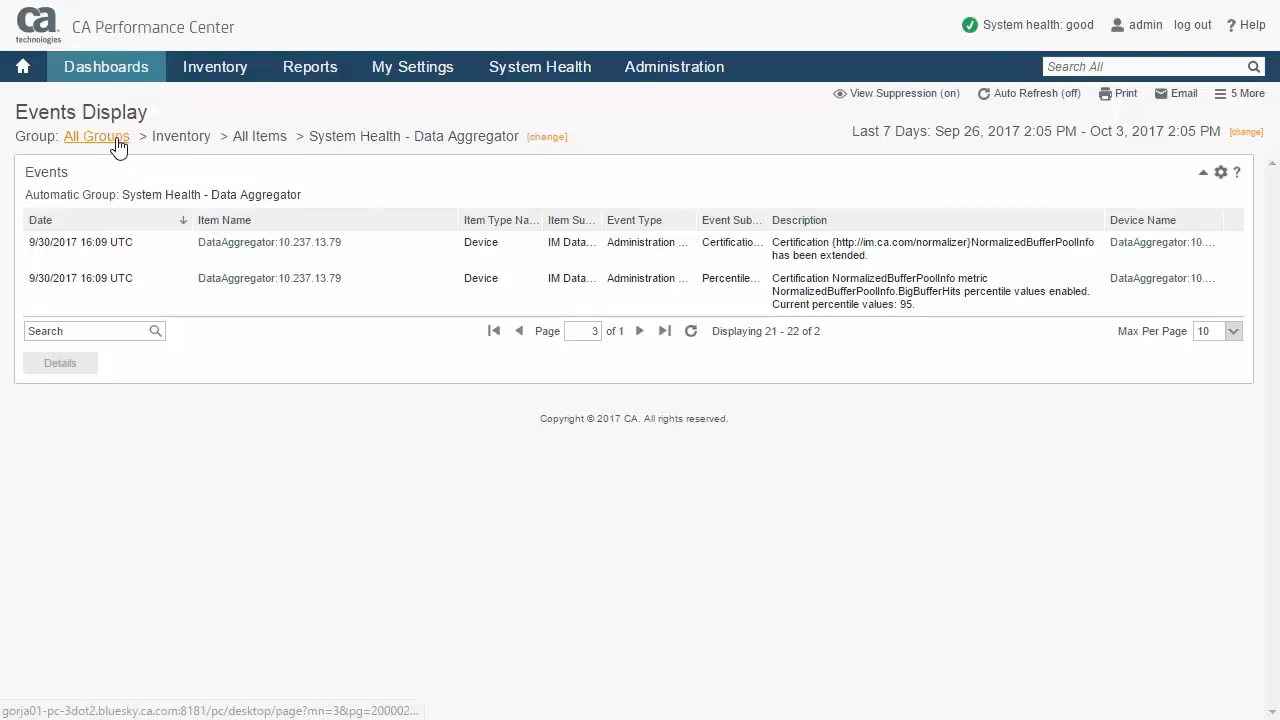 ca
technologies
CA Performance Center
System health: good admin log out ? Help
Dashboards Inventory Reports My Settings System Health Administration
Search All
View Suppression (on) Auto Refresh (off) Print Email 5 More
Events Display
Group: All Groups > Inventory > All Items > System Health - Data Aggregator [change]
Last 7 Days: Sep 26, 2017 2:05 PM - Oct 3, 2017 2:05 PM [change]
Events ?
Automatic Group: System Health - Data Aggregator
Date Item Name Item Type Na... Item Su... Event Type Event Sub... Description Device Name
9/30/2017 16:09 UTC DataAggregator:10.237.13.79 Device IM Data... Administration ... Certificatio... Certification {http://im.ca.com/normalizer}NormalizedBufferPoolInfo DataAggregator:10....
has been extended.
9/30/2017 16:09 UTC DataAggregator:10.237.13.79 Device IM Data... Administration ... Percentile... Certification NormalizedBufferPoolInfo metric DataAggregator:10....
NormalizedBufferPoolInfo.BigBufferHits percentile values enabled.
Current percentile values: 95.
Search Page 3 of 1 Displaying 21 - 22 of 2 Max Per Page 10
Details
Copyright © 2017 CA. All rights reserved.
gorja01-pc-3dot2.bluesky.ca.com:8181/pc/desktop/page?mn=3&pg=200002...